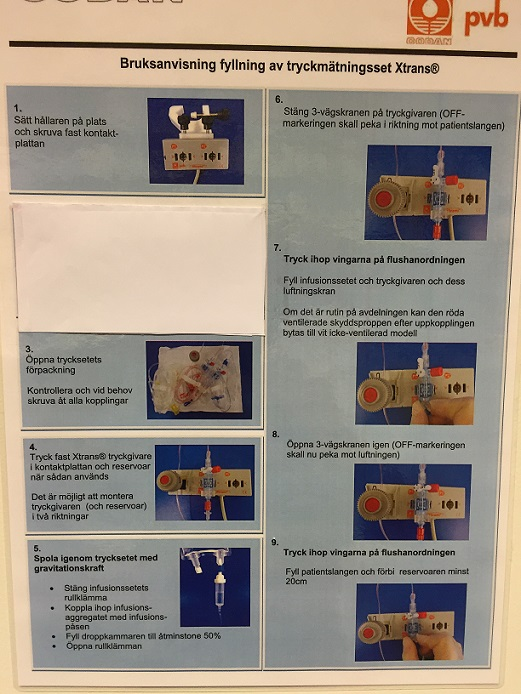 CODAN
CODAN
pvb
Bruksanvisning fyllning av tryckmätningsset Xtrans®
1.
Sätt hållaren på plats
och skruva fast kontakt-
plattan
3.
Öppna trycksetets
förpackning
Kontrollera och vid behov
skruva åt alla kopplingar
4.
Tryck fast Xtrans® tryckgivare
i kontaktplattan och reservoar
när sådan används
Det är möjligt att montera
tryckgivaren (och reservoar)
i två riktningar
5.
Spola igenom trycksetet med
gravitationskraft
• Stäng infusionssetets
rullklämma
• Koppla ihop infusions-
aggregatet med infusions-
påsen
• Fyll droppkammaren till åtminstone 50%
• Öppna rullklämman
6.
Stäng 3-vägskranen på tryckgivaren (OFF-
markeringen skall peka i riktning mot patientslangen)
7.
Tryck ihop vingarna på flushanordningen
Fyll infusionssetet och tryckgivaren och dess
luftningskran
Om det är rutin på avdelningen kan den röda
ventilerade skyddsproppen efter uppkopplingen
bytas till vit icke-ventilerad modell
8.
Öppna 3-vägskranen igen (OFF-markeringen
skall nu peka mot luftningen)
9.
Tryck ihop vingarna på flushanordningen
Fyll patientslangen och förbi reservoaren minst
20cm